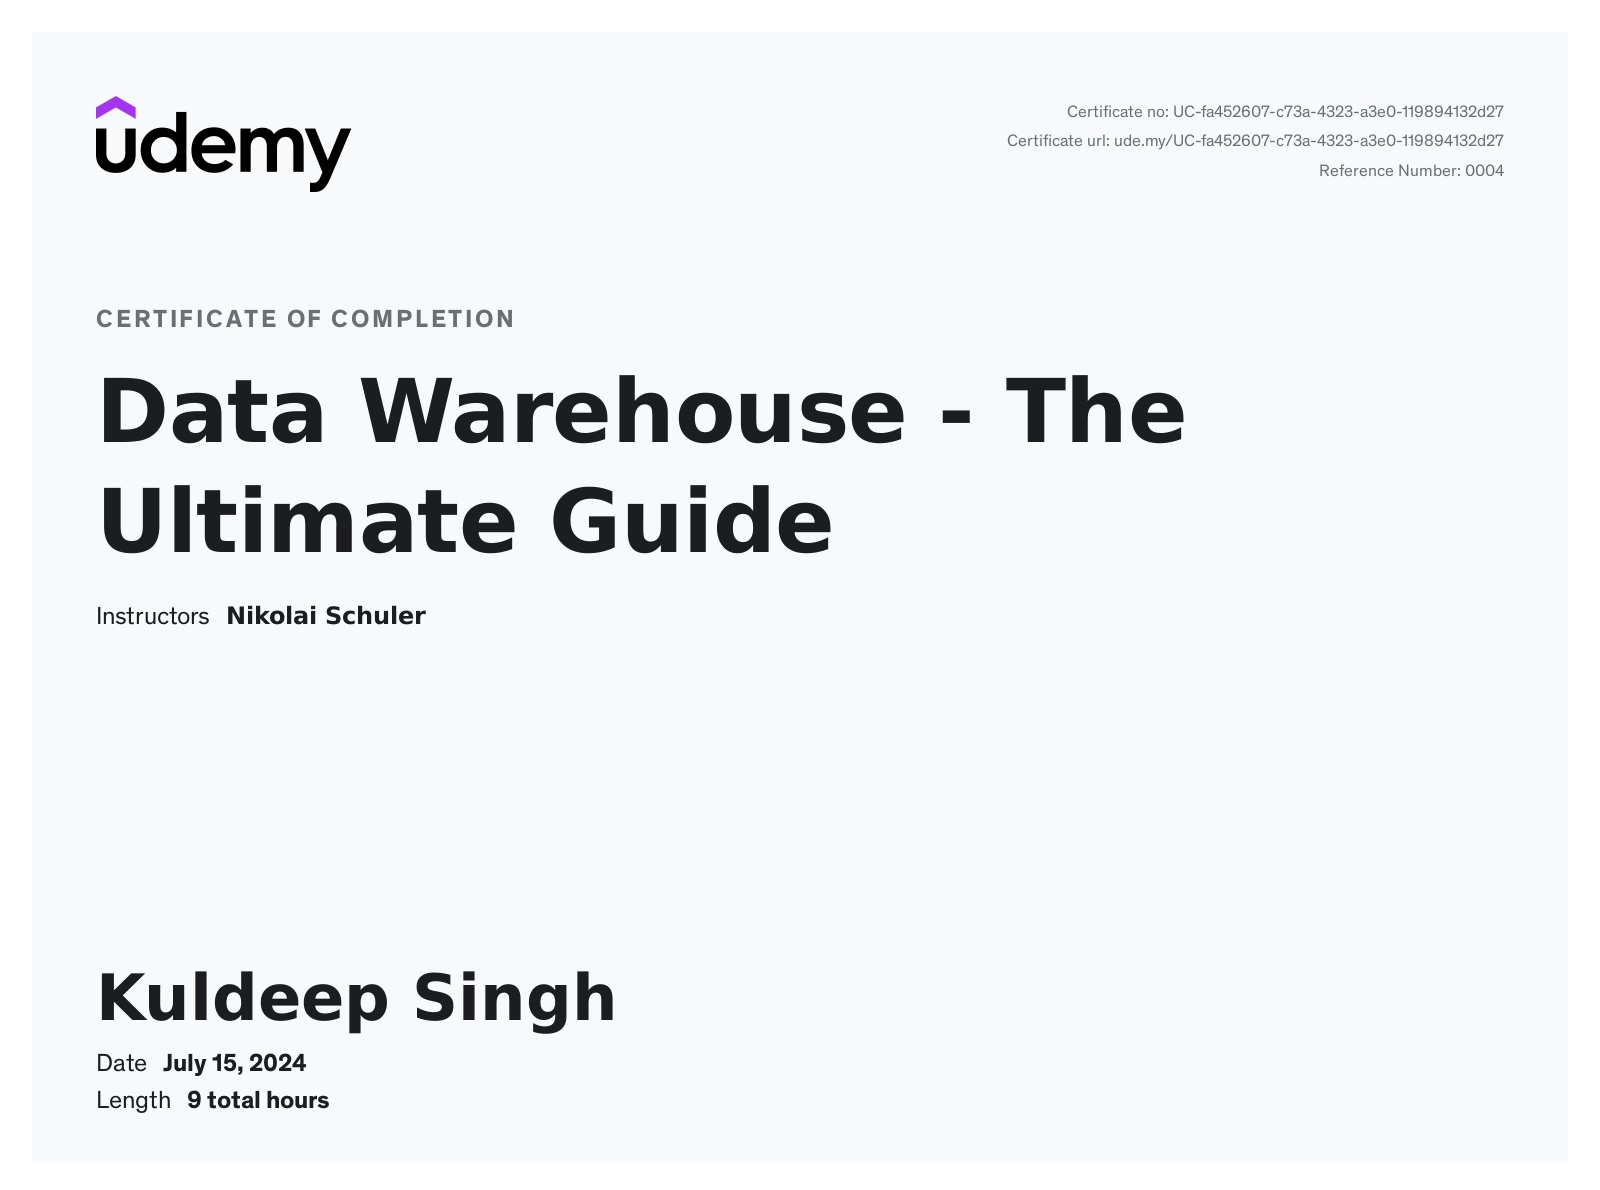 udemy
Certificate no: UC-fa452607-c73a-4323-a3e0-119894132d27
Certificate url: ude.my/UC-fa452607-c73a-4323-a3e0-119894132d27
Reference Number: 0004
CERTIFICATE OF COMPLETION
Data Warehouse - The
Ultimate Guide
Instructors Nikolai Schuler
Kuldeep Singh
Date July 15, 2024
Length 9 total hours